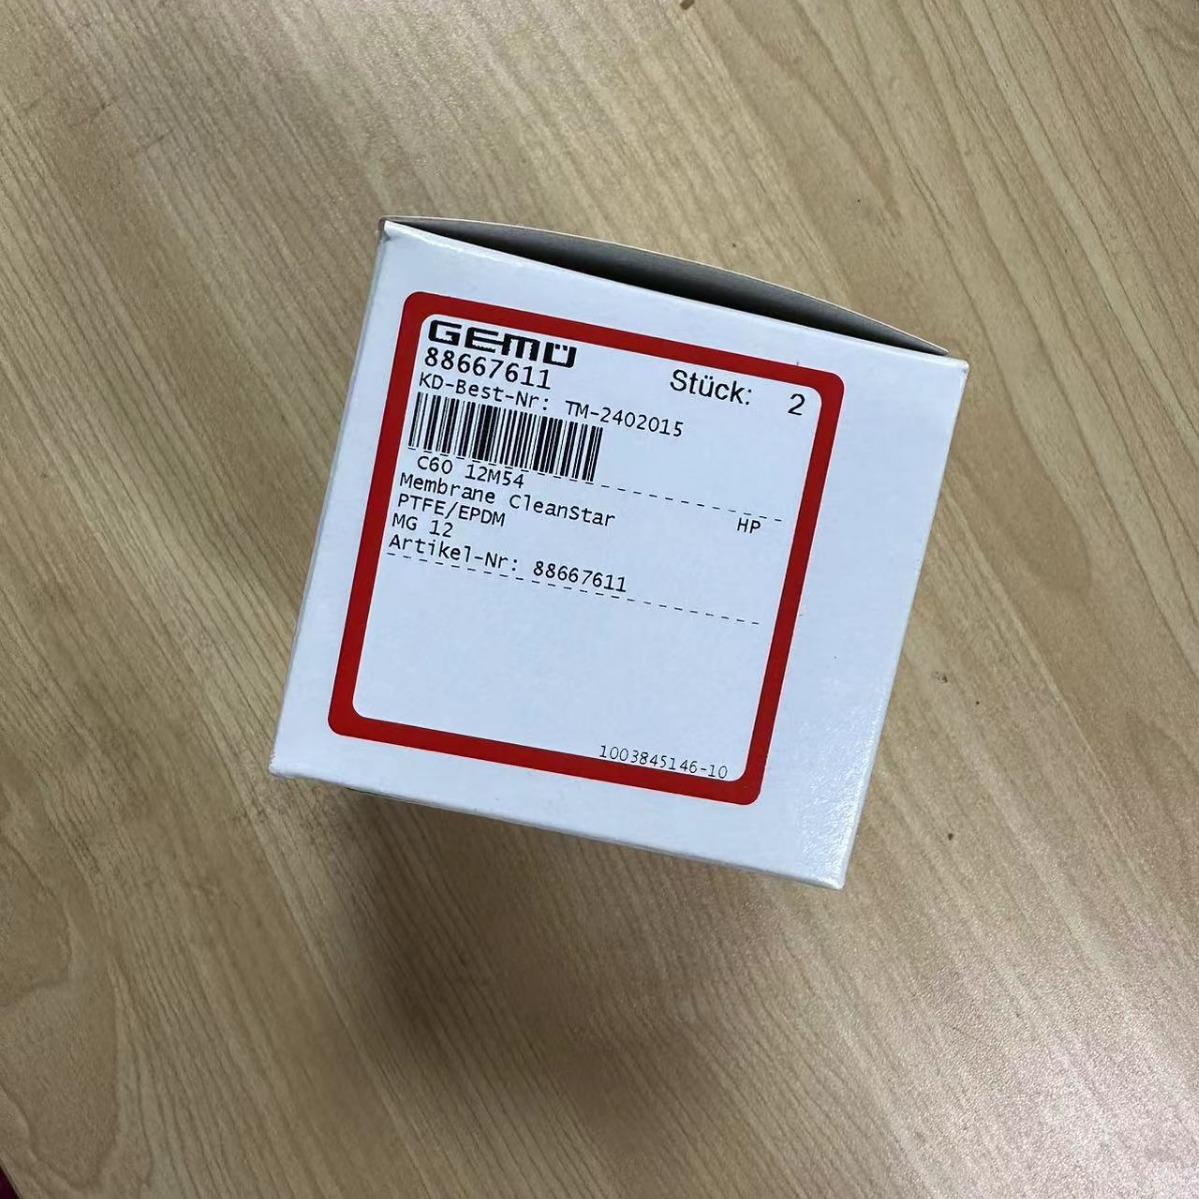 GEMÜ
88667611
Stück: 2
KD-Best-Nr: TM-2402015
C60 12M54
Membrane CleanStar HP
PTFE/EPDM
MG 12
Artikel-Nr: 88667611
1003845146-10